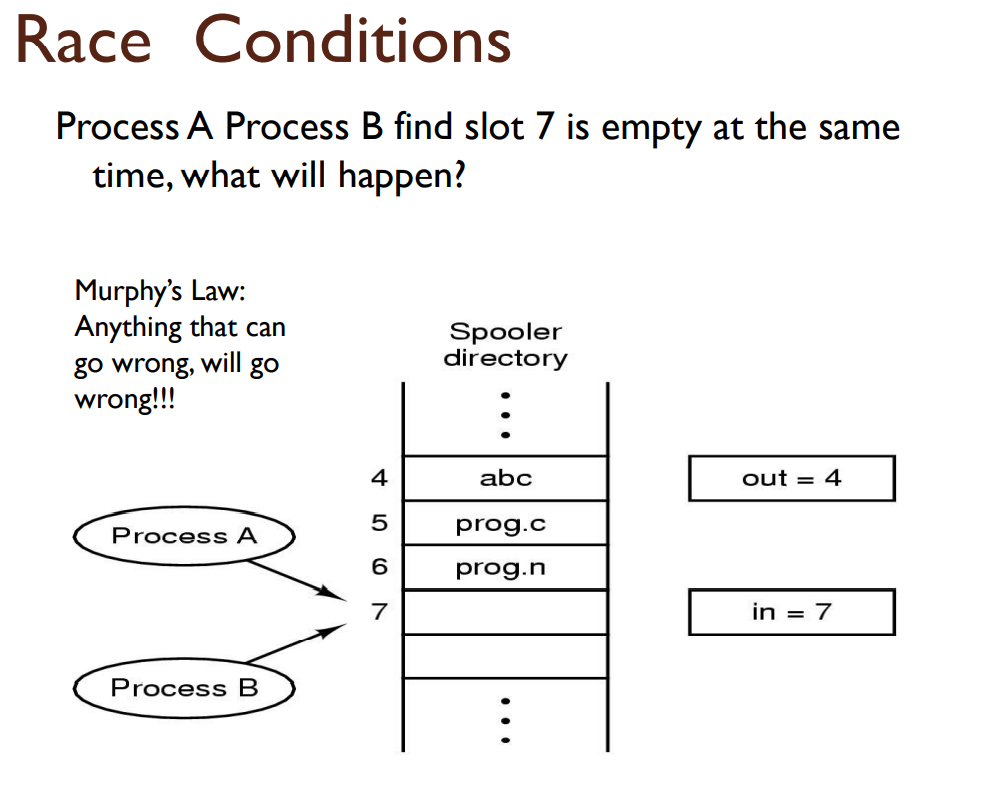 Race Conditions
Process A Process B find slot 7 is empty at the same
time, what will happen?
Murphy’s Law:
Anything that can
go wrong, will go
wrong!!!
Spooler
directory
4 abc out = 4
Process A
5 prog.c
6 prog.n
7 in = 7
Process B